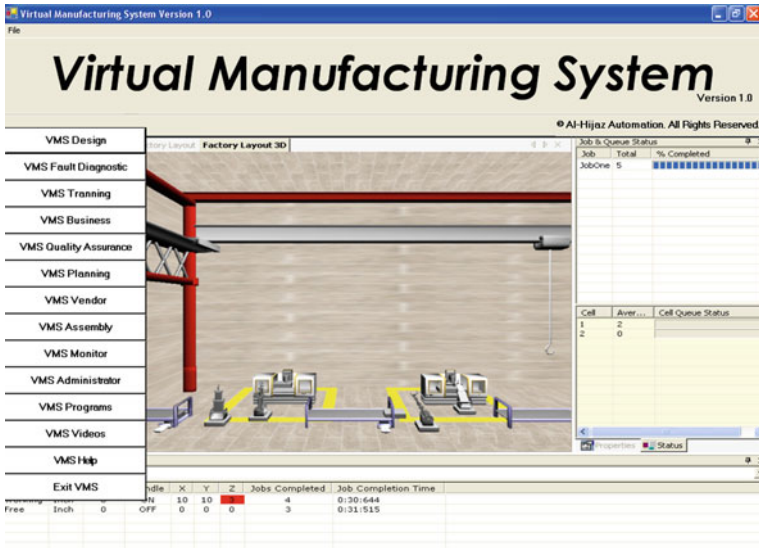 Virtual Manufacturing System Version 1.0
File
Virtual Manufacturing System
Version 1.0
© Al-Hijaz Automation. All Rights Reserved
VMS Design
VMS Fault Diagnostic
VMS Tranning
VMS Business
VMS Quality Assurance
VMS Planning
VMS Vendor
VMS Assembly
VMS Monitor
VMS Administrator
VMS Programs
VMS Videos
VMS Help
Exit VMS
Layout Factory Layout 3D
Job & Queue Status
Job Total % Completed
JobOne 5
Cell Aver... Cell Queue Status
1 2
2 0
Properties Status
X Y Z Jobs Completed Job Completion Time
Inch 0 10 10 3 4 0:30:644
Free Inch 0 OFF 0 0 0 3 0:31:515